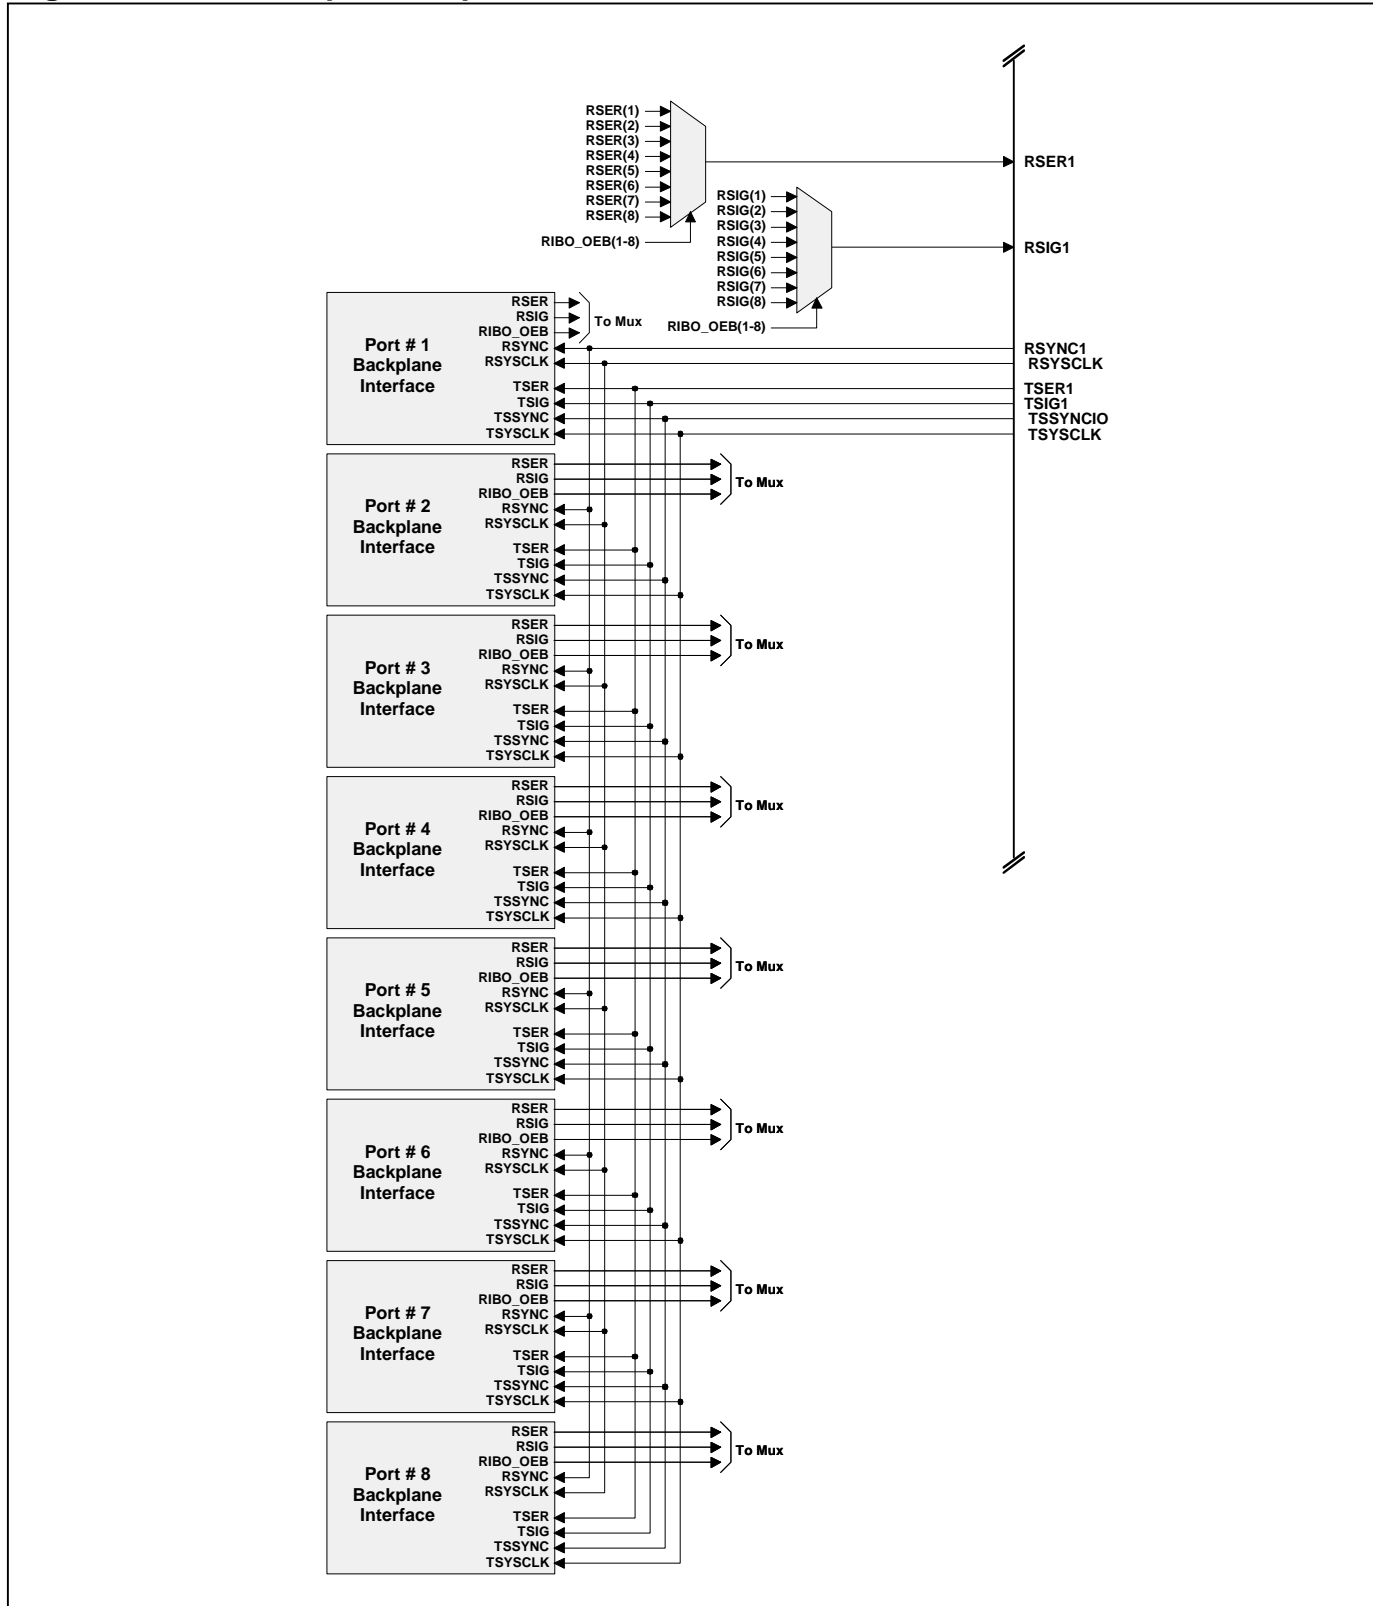 RSER(1)
RSER(2)
RSER(3)
RSER(4)
RSER(5)
RSER(6)
RSER(7)
RSER(8)
RIBO_OEB(1-8)
RSER1
RSIG(1)
RSIG(2)
RSIG(3)
RSIG(4)
RSIG(5)
RSIG(6)
RSIG(7)
RSIG(8)
RIBO_OEB(1-8)
RSIG1
Port # 1
Backplane
Interface
RSER
RSIG
RIBO_OEB
RSYNC
RSYSCLK
TSER
TSIG
TSSYNC
TSYSCLK
To Mux
RSYNC1
RSYSCLK
TSER1
TSIG1
TSSYNCIO
TSYSCLK
Port # 2
Backplane
Interface
RSER
RSIG
RIBO_OEB
RSYNC
RSYSCLK
TSER
TSIG
TSSYNC
TSYSCLK
To Mux
Port # 3
Backplane
Interface
RSER
RSIG
RIBO_OEB
RSYNC
RSYSCLK
TSER
TSIG
TSSYNC
TSYSCLK
To Mux
Port # 4
Backplane
Interface
RSER
RSIG
RIBO_OEB
RSYNC
RSYSCLK
TSER
TSIG
TSSYNC
TSYSCLK
To Mux
Port # 5
Backplane
Interface
RSER
RSIG
RIBO_OEB
RSYNC
RSYSCLK
TSER
TSIG
TSSYNC
TSYSCLK
To Mux
Port # 6
Backplane
Interface
RSER
RSIG
RIBO_OEB
RSYNC
RSYSCLK
TSER
TSIG
TSSYNC
TSYSCLK
To Mux
Port # 7
Backplane
Interface
RSER
RSIG
RIBO_OEB
RSYNC
RSYSCLK
TSER
TSIG
TSSYNC
TSYSCLK
To Mux
Port # 8
Backplane
Interface
RSER
RSIG
RIBO_OEB
RSYNC
RSYSCLK
TSER
TSIG
TSSYNC
TSYSCLK
To Mux